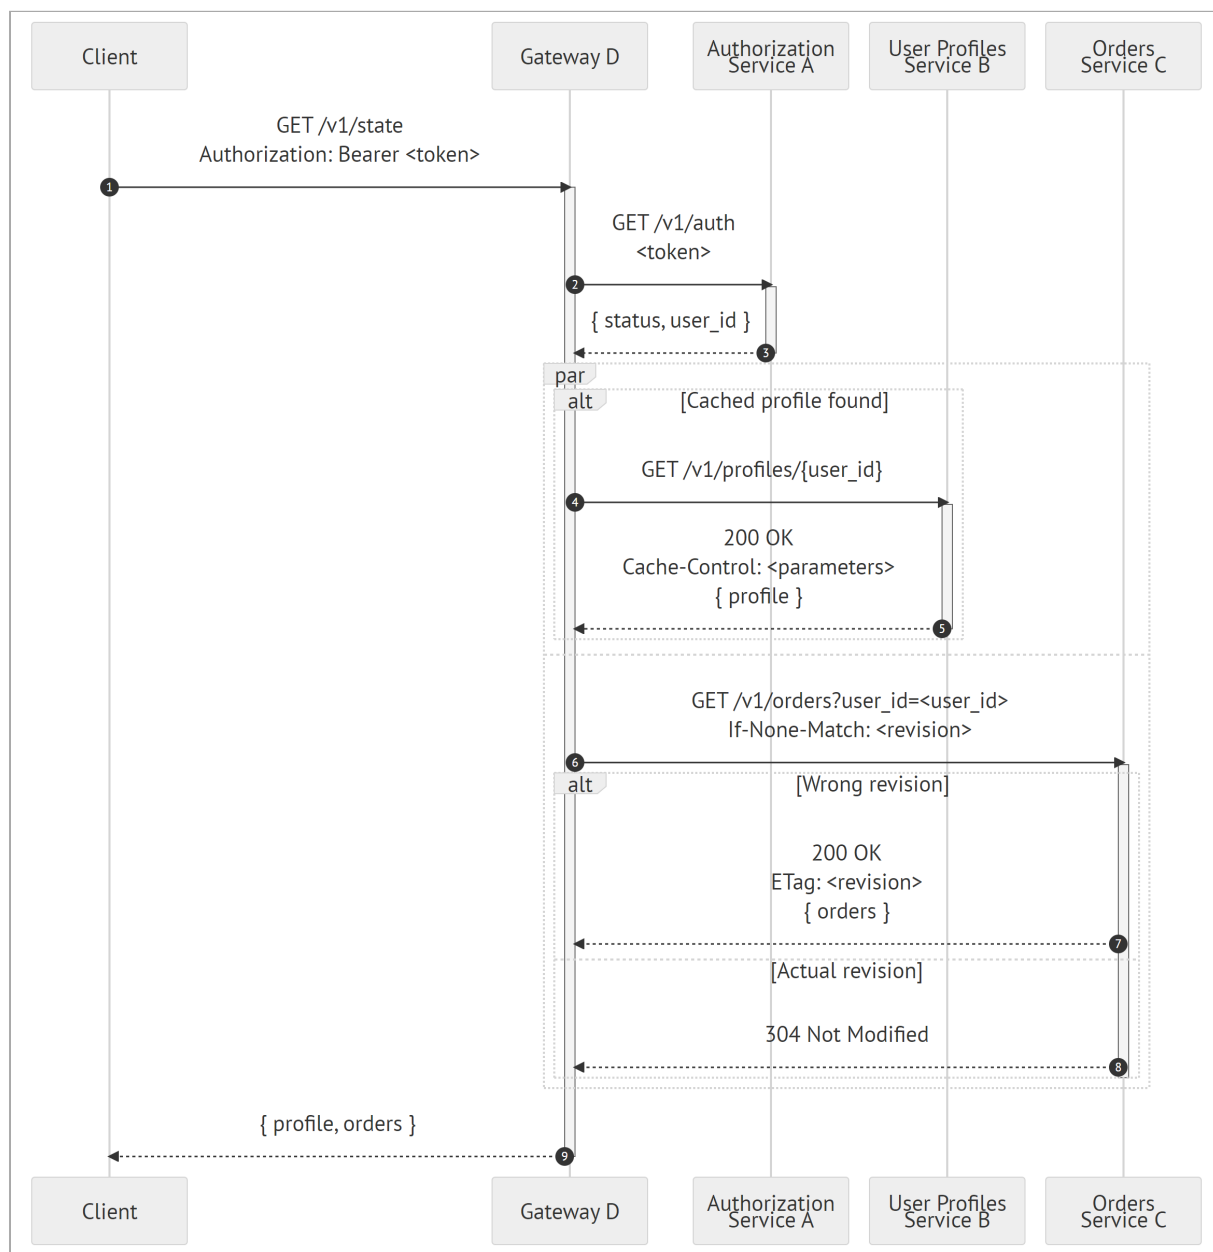 Client
Gateway D
Authorization
Service A
User Profiles
Service B
Orders
Service C
GET /v1/state
Authorization: Bearer <token>
1
GET /v1/auth
<token>
2
{ status, user_id }
3
par
alt
[Cached profile found]
GET /v1/profiles/{user_id}
4
200 OK
Cache-Control: <parameters>
{ profile }
5
GET /v1/orders?user_id=<user_id>
If-None-Match: <revision>
6
alt
[Wrong revision]
200 OK
ETag: <revision>
{ orders }
7
[Actual revision]
304 Not Modified
8
{ profile, orders }
9
Client
Gateway D
Authorization
Service A
User Profiles
Service B
Orders
Service C